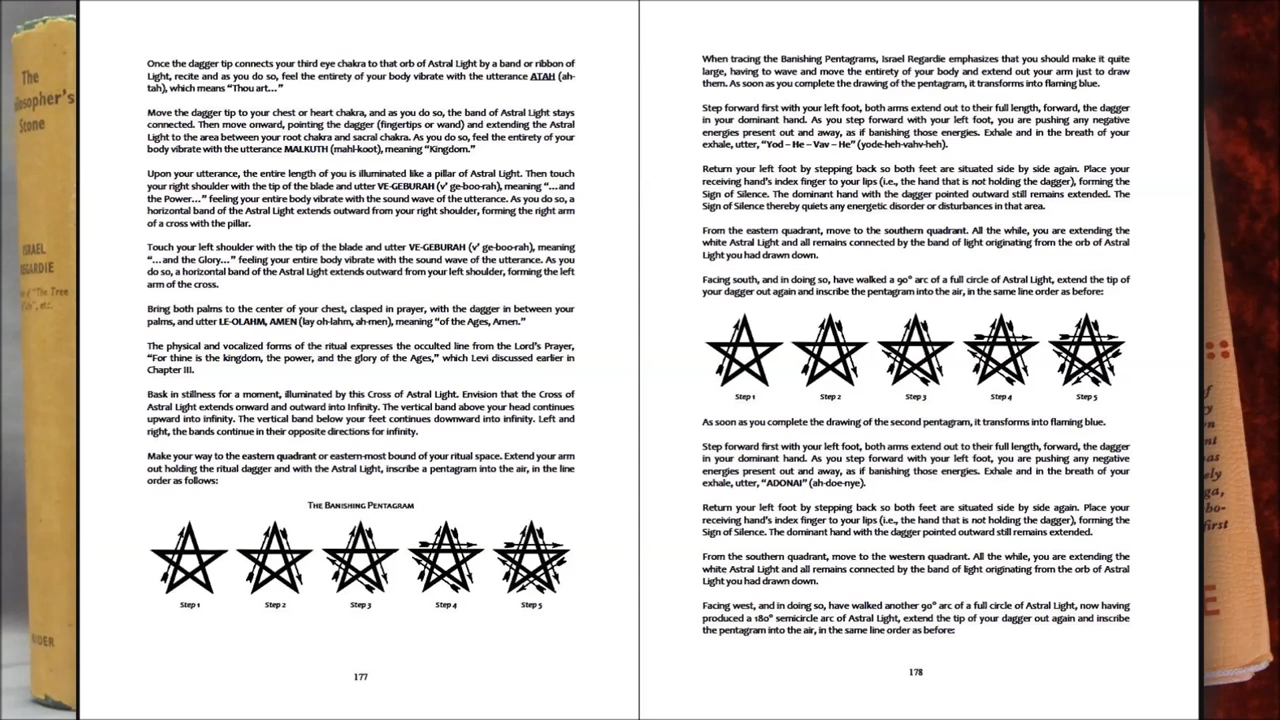 The
Philosopher's
Stone
ISRAEL
REGARDIE
of "The Tree
etc.
RIDER
Once the dagger tip connects your third eye chakra to that orb of Astral Light by a band or ribbon of
Light, recite and as you do so, feel the entirety of your body vibrate with the utterance ATAH (ah-
tah), which means "Thou art…"
Move the dagger tip to your chest or heart chakra, and as you do so, the band of Astral Light stays
connected. Then move onward, pointing the dagger (fingertips or wand) and extending the Astral
Light to the area between your root chakra and sacral chakra. As you do so, feel the entirety of your
body vibrate with the utterance MALKUTH (mahl-koot), meaning "Kingdom."
Upon your utterance, the entire length of you is illuminated like a pillar of Astral Light. Then touch
your right shoulder with the tip of the blade and utter VE-GEBURAH (v' ge-boo-rah), meaning "…and
the Power…" feeling your entire body vibrate with the sound wave of the utterance. As you do so, a
horizontal band of the Astral Light extends outward from your right shoulder, forming the right arm
of a cross with the pillar.
Touch your left shoulder with the tip of the blade and utter VE-GEBURAH (v' ge-boo-rah), meaning
"…and the Glory…" feeling your entire body vibrate with the sound wave of the utterance. As you
do so, a horizontal band of the Astral Light extends outward from your left shoulder, forming the left
arm of the cross.
Bring both palms to the center of your chest, clasped in prayer, with the dagger in between your
palms, and utter LE-OLAHM, AMEN (lay oh-lahm, ah-men), meaning "of the Ages, Amen."
The physical and vocalized forms of the ritual expresses the occulted line from the Lord's Prayer,
"For thine is the kingdom, the power, and the glory of the Ages," which Levi discussed earlier in
Chapter III.
Bask in stillness for a moment, illuminated by this Cross of Astral Light. Envision that the Cross of
Astral Light extends onward and outward into Infinity. The vertical band above your head continues
upward into infinity. The vertical band below your feet continues downward into infinity. Left and
right, the bands continue in their opposite directions for infinity.
Make your way to the eastern quadrant or eastern-most bound of your ritual space. Extend your arm
out holding the ritual dagger and with the Astral Light, inscribe a pentagram into the air, in the line
order as follows:
THE BANISHING PENTAGRAM
Step 1 Step 2 Step 3 Step 4 Step 5
177
When tracing the Banishing Pentagrams, Israel Regardie emphasizes that you should make it quite
large, having to wave and move the entirety of your body and extend out your arm just to draw
them. As soon as you complete the drawing of the pentagram, it transforms into flaming blue.
Step forward first with your left foot, both arms extend out to their full length, forward, the dagger
in your dominant hand. As you step forward with your left foot, you are pushing any negative
energies present out and away, as if banishing those energies. Exhale and in the breath of your
exhale, utter, "Yod – He – Vav – He" (yode-heh-vahv-heh).
Return your left foot by stepping back so both feet are situated side by side again. Place your
receiving hand's index finger to your lips (i.e., the hand that is not holding the dagger), forming the
Sign of Silence. The dominant hand with the dagger pointed outward still remains extended. The
Sign of Silence thereby quiets any energetic disorder or disturbances in that area.
From the eastern quadrant, move to the southern quadrant. All the while, you are extending the
white Astral Light and all remains connected by the band of light originating from the orb of Astral
Light you had drawn down.
Facing south, and in doing so, have walked a 90° arc of a full circle of Astral Light, extend the tip of
your dagger out again and inscribe the pentagram into the air, in the same line order as before:
Step 1 Step 2 Step 3 Step 4 Step 5
As soon as you complete the drawing of the second pentagram, it transforms into flaming blue.
Step forward first with your left foot, both arms extend out to their full length, forward, the dagger
in your dominant hand. As you step forward with your left foot, you are pushing any negative
energies present out and away, as if banishing those energies. Exhale and in the breath of your
exhale, utter, "ADONAI" (ah-doe-nye).
Return your left foot by stepping back so both feet are situated side by side again. Place your
receiving hand's index finger to your lips (i.e., the hand that is not holding the dagger), forming the
Sign of Silence. The dominant hand with the dagger pointed outward still remains extended.
From the southern quadrant, move to the western quadrant. All the while, you are extending the
white Astral Light and all remains connected by the band of light originating from the orb of Astral
Light you had drawn down.
Facing west, and in doing so, have walked another 90° arc of a full circle of Astral Light, now having
produced a 180° semicircle arc of Astral Light, extend the tip of your dagger out again and inscribe
the pentagram into the air, in the same line order as before:
178
of
first